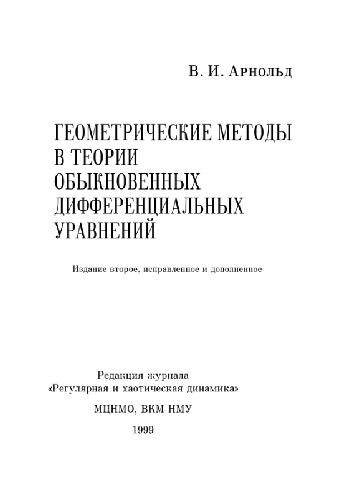 В. И. Арнольд
ГЕОМЕТРИЧЕСКИЕ МЕТОДЫ
В ТЕОРИИ
ОБЫКНОВЕННЫХ
ДИФФЕРЕНЦИАЛЬНЫХ
УРАВНЕНИЙ
Издание второе, исправленное и дополненное
Редакция журнала
«Регулярная и хаотическая динамика»
МЦНМО, ВКМ НМУ
1999